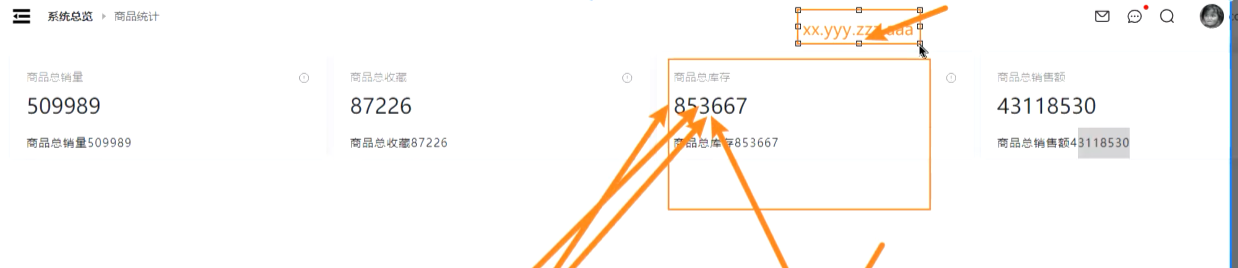 系统总览 商品统计
xx.yyy.zzz.aaa
商品总销量
509989
商品总销量509989
商品总收藏
87226
商品总收藏87226
商品总库存
853667
商品总库存853667
商品总销售额
43118530
商品总销售额43118530